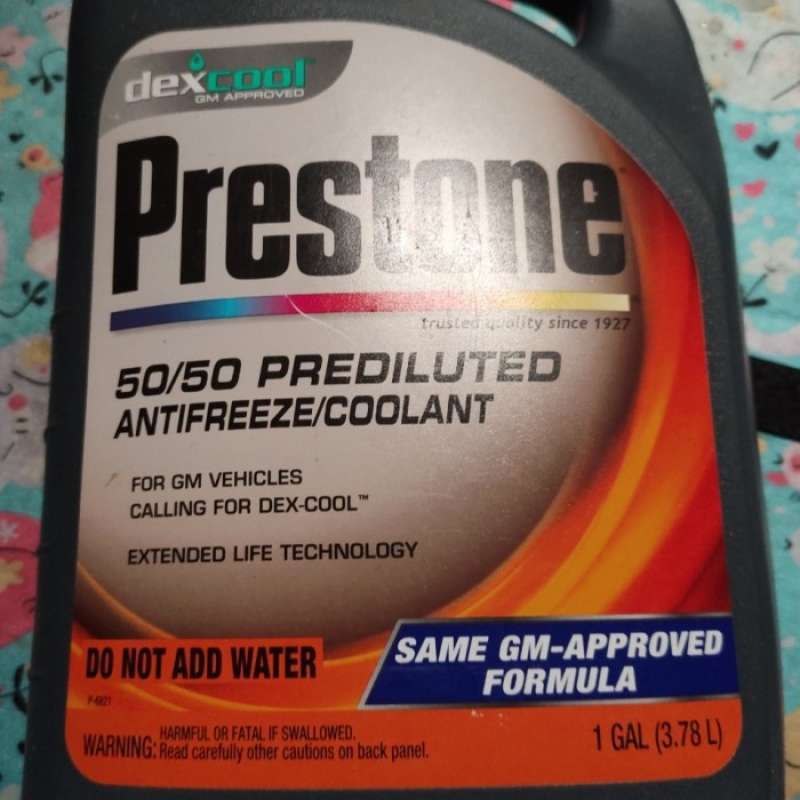 dexcool™
GM APPROVED
Prestone
trusted quality since 1927
50/50 PREDILUTED
ANTIFREEZE/COOLANT
FOR GM VEHICLES
CALLING FOR DEX-COOL™
EXTENDED LIFE TECHNOLOGY
DO NOT ADD WATER
SAME GM-APPROVED
FORMULA
WARNING: HARMFUL OR FATAL IF SWALLOWED.
Read carefully other cautions on back panel.
1 GAL (3.78 L)